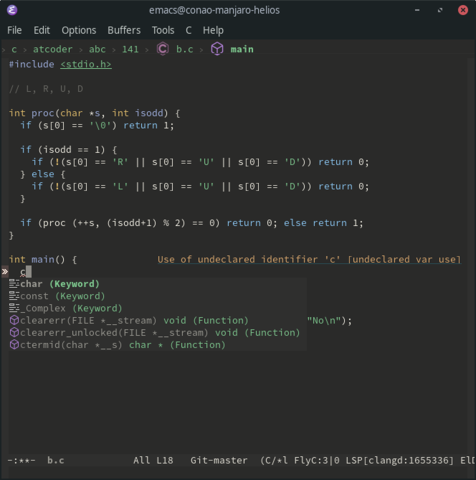 emacs@conao-manjaro-helios
File Edit Options Buffers Tools C Help
› c › atcoder › abc › 141 › C b.c › main
#include <stdio.h>
// L, R, U, D
int proc(char *s, int isodd) {
if (s[0] == '\0') return 1;
if (isodd == 1) {
if (!(s[0] == 'R' || s[0] == 'U' || s[0] == 'D')) return 0;
} else {
if (!(s[0] == 'L' || s[0] == 'U' || s[0] == 'D')) return 0;
}
if (proc (++s, (isodd+1) % 2) == 0) return 0; else return 1;
}
int main() { Use of undeclared identifier 'c' [undeclared_var_use]
» c
char (Keyword)
const (Keyword)
_Complex (Keyword)
clearerr(FILE *__stream) void (Function) "No\n");
clearerr_unlocked(FILE *__stream) void (Function)
ctermid(char *__s) char * (Function)
-:**- b.c All L18 Git-master (C/*l FlyC:3|0 LSP[clangd:1655336] ElD